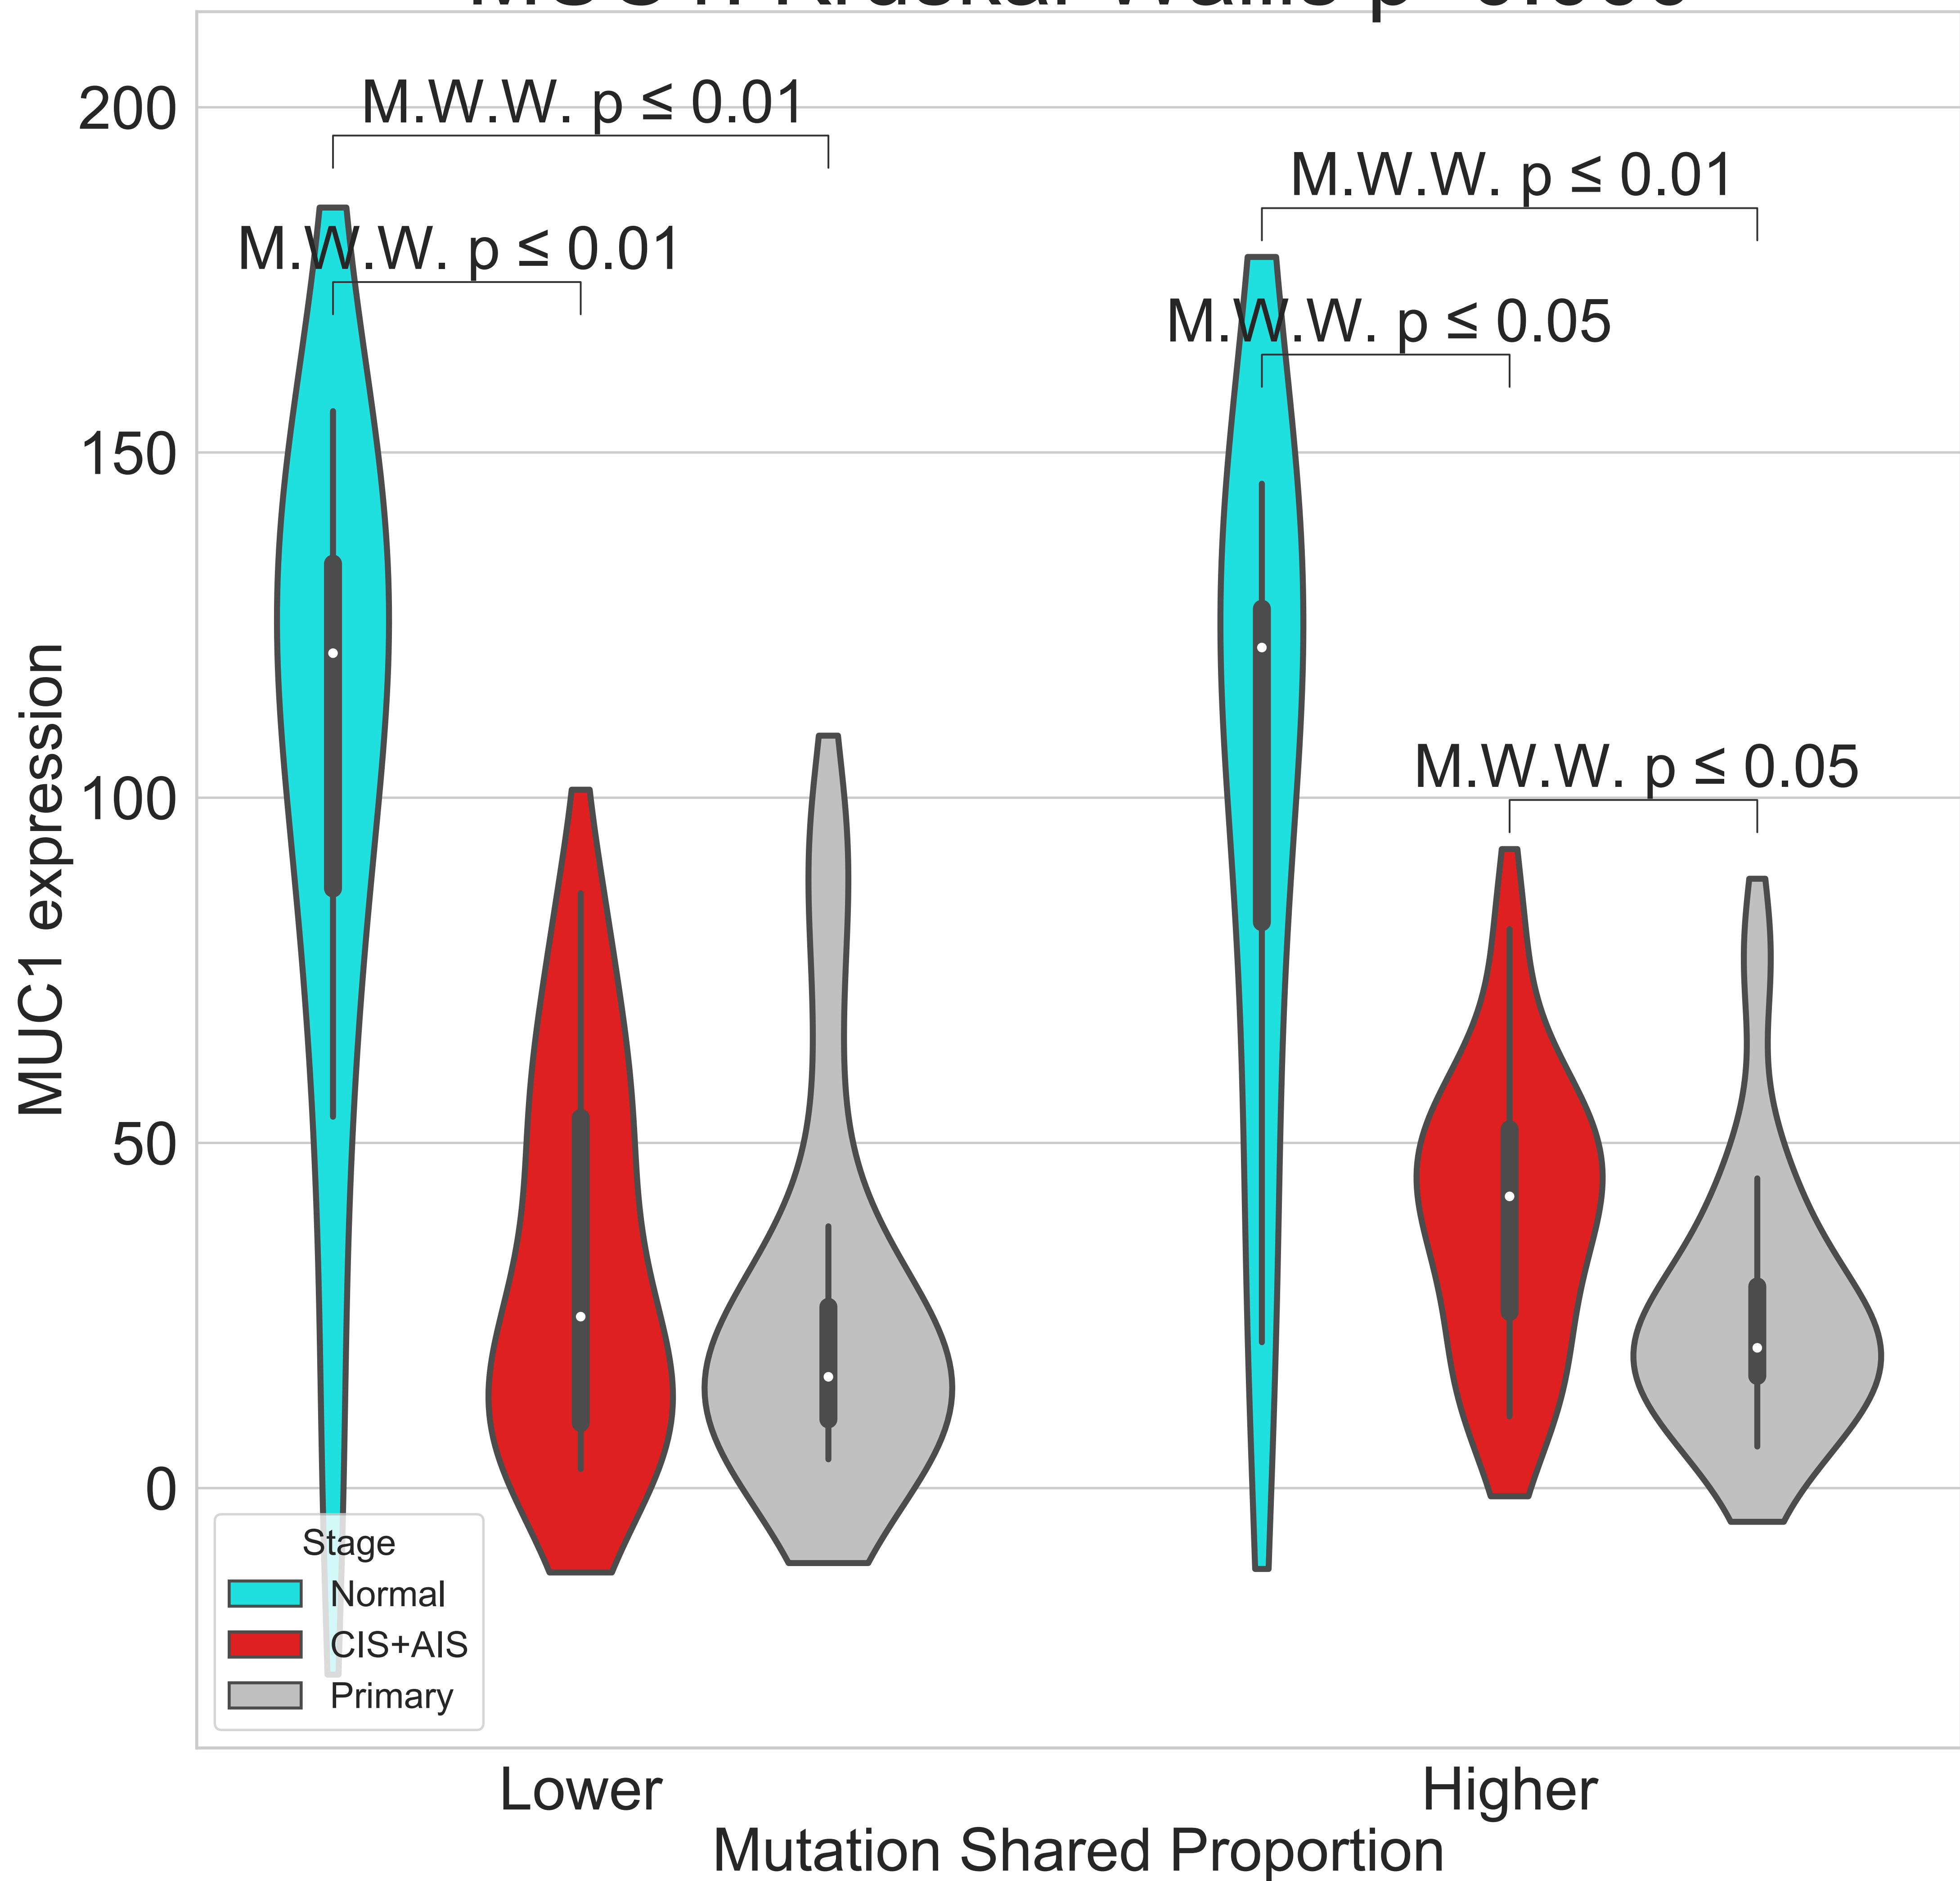 200
150
100
50
0
MUC1 expression
M.W.W. p ≤ 0.01
M.W.W. p ≤ 0.01
M.W.W. p ≤ 0.01
M.W.W. p ≤ 0.05
M.W.W. p ≤ 0.05
Stage
Normal
CIS+AIS
Primary
Lower
Higher
Mutation Shared Proportion